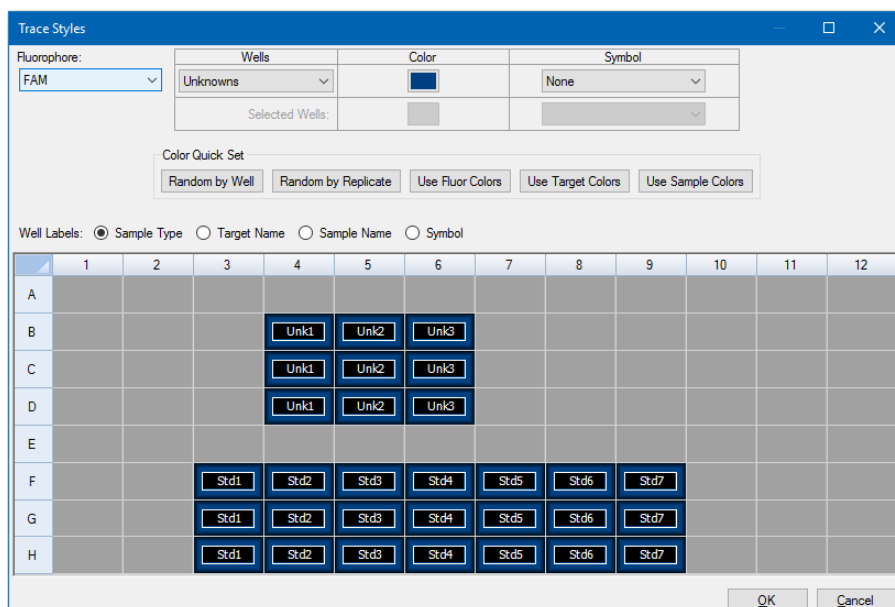 Trace Styles
Fluorophore:
Wells Color Symbol
FAM Unknowns None
Selected Wells:
Color Quick Set
Random by Well Random by Replicate Use Fluor Colors Use Target Colors Use Sample Colors
Well Labels: Sample Type Target Name Sample Name Symbol
1 2 3 4 5 6 7 8 9 10 11 12
A
B Unk1 Unk2 Unk3
C Unk1 Unk2 Unk3
D Unk1 Unk2 Unk3
E
F Std1 Std2 Std3 Std4 Std5 Std6 Std7
G Std1 Std2 Std3 Std4 Std5 Std6 Std7
H Std1 Std2 Std3 Std4 Std5 Std6 Std7
OK Cancel